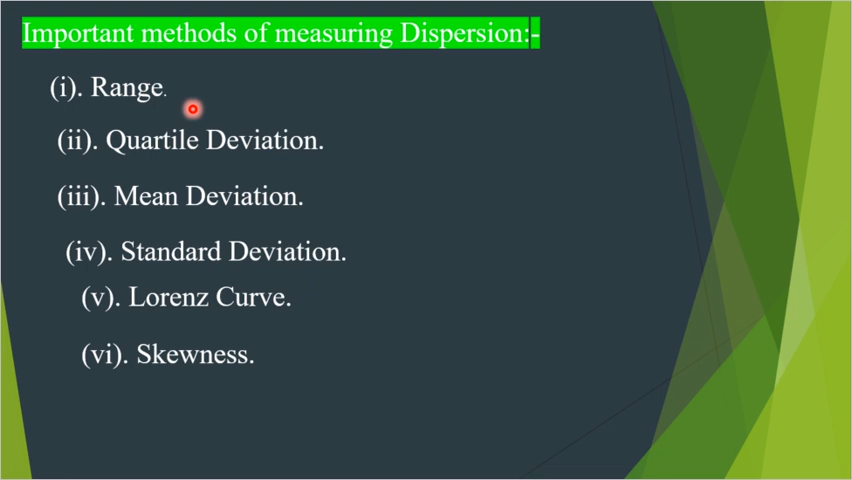 Important methods of measuring Dispersion:-
(i). Range.
(ii). Quartile Deviation.
(iii). Mean Deviation.
(iv). Standard Deviation.
(v). Lorenz Curve.
(vi). Skewness.